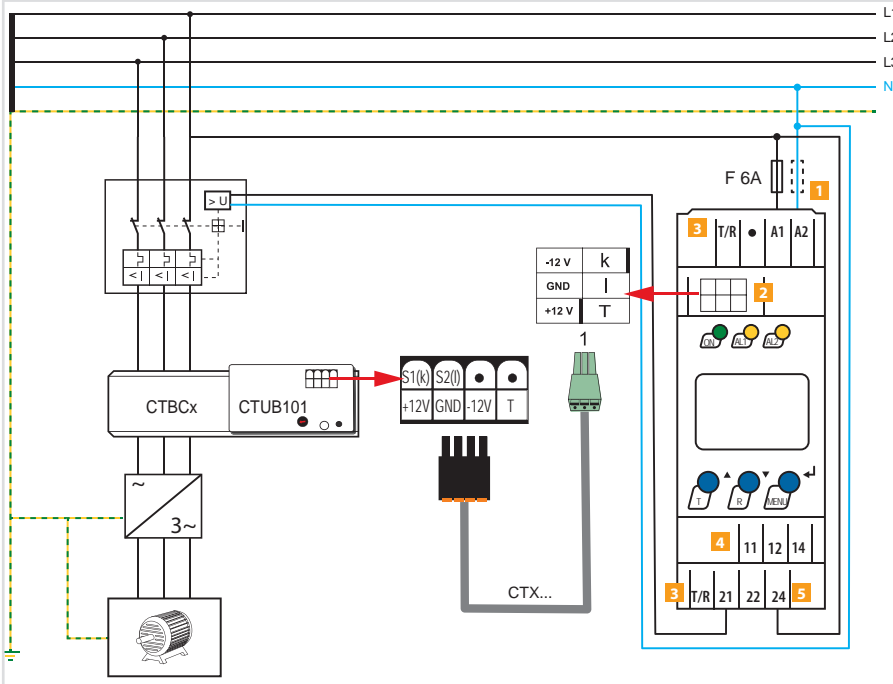 L1
L2
L3
N
F 6A
1
> U
3 T/R • A1 A2
< I < I < I
-12 V k
GND l
+12 V T
2
1
ON AL1 AL2
CTBCx CTUB101
S1(k) S2(l) • •
+12V GND -12V T
~
3~
T R MENU
4 11 12 14
CTX...
3 T/R 21 22 24 5